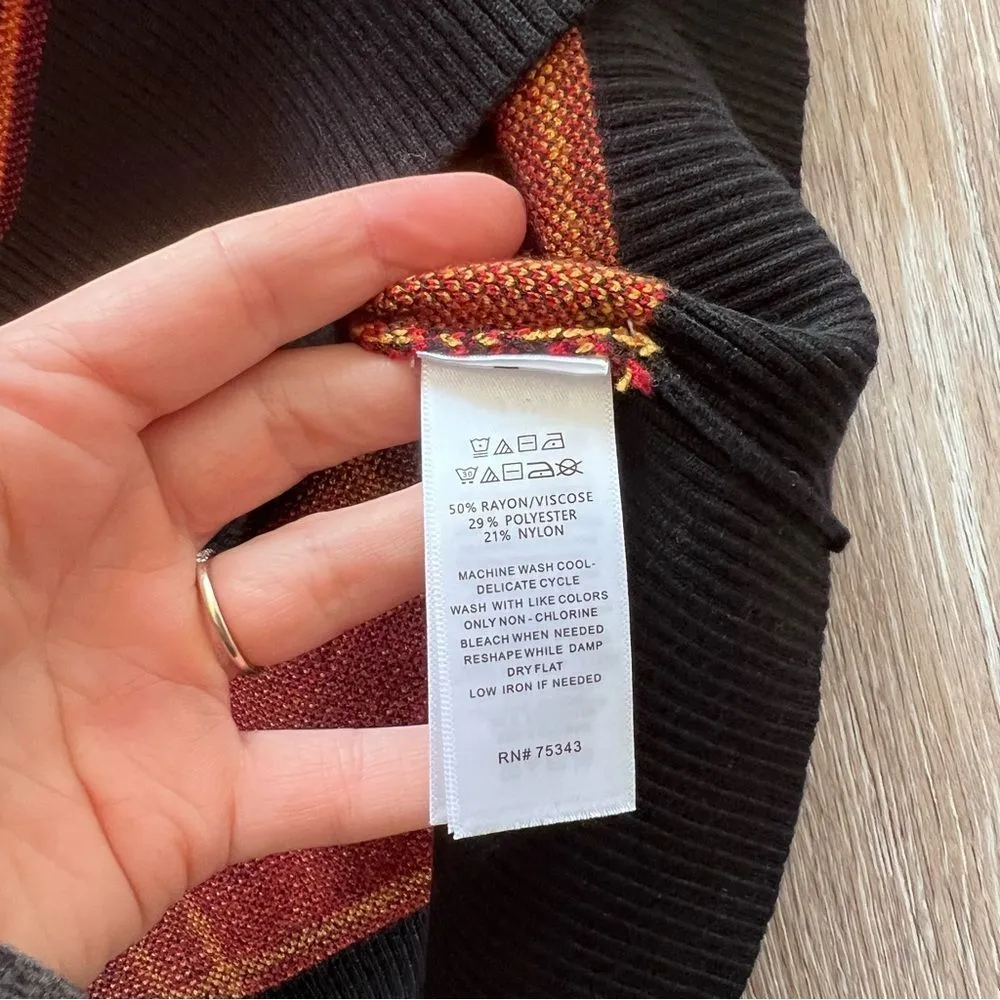 30
50% RAYON/VISCOSE
29% POLYESTER
21% NYLON
MACHINE WASH COOL-
DELICATE CYCLE
WASH WITH LIKE COLORS
ONLY NON-CHLORINE
BLEACH WHEN NEEDED
RESHAPE WHILE DAMP
DRY FLAT
LOW IRON IF NEEDED
RN# 75343